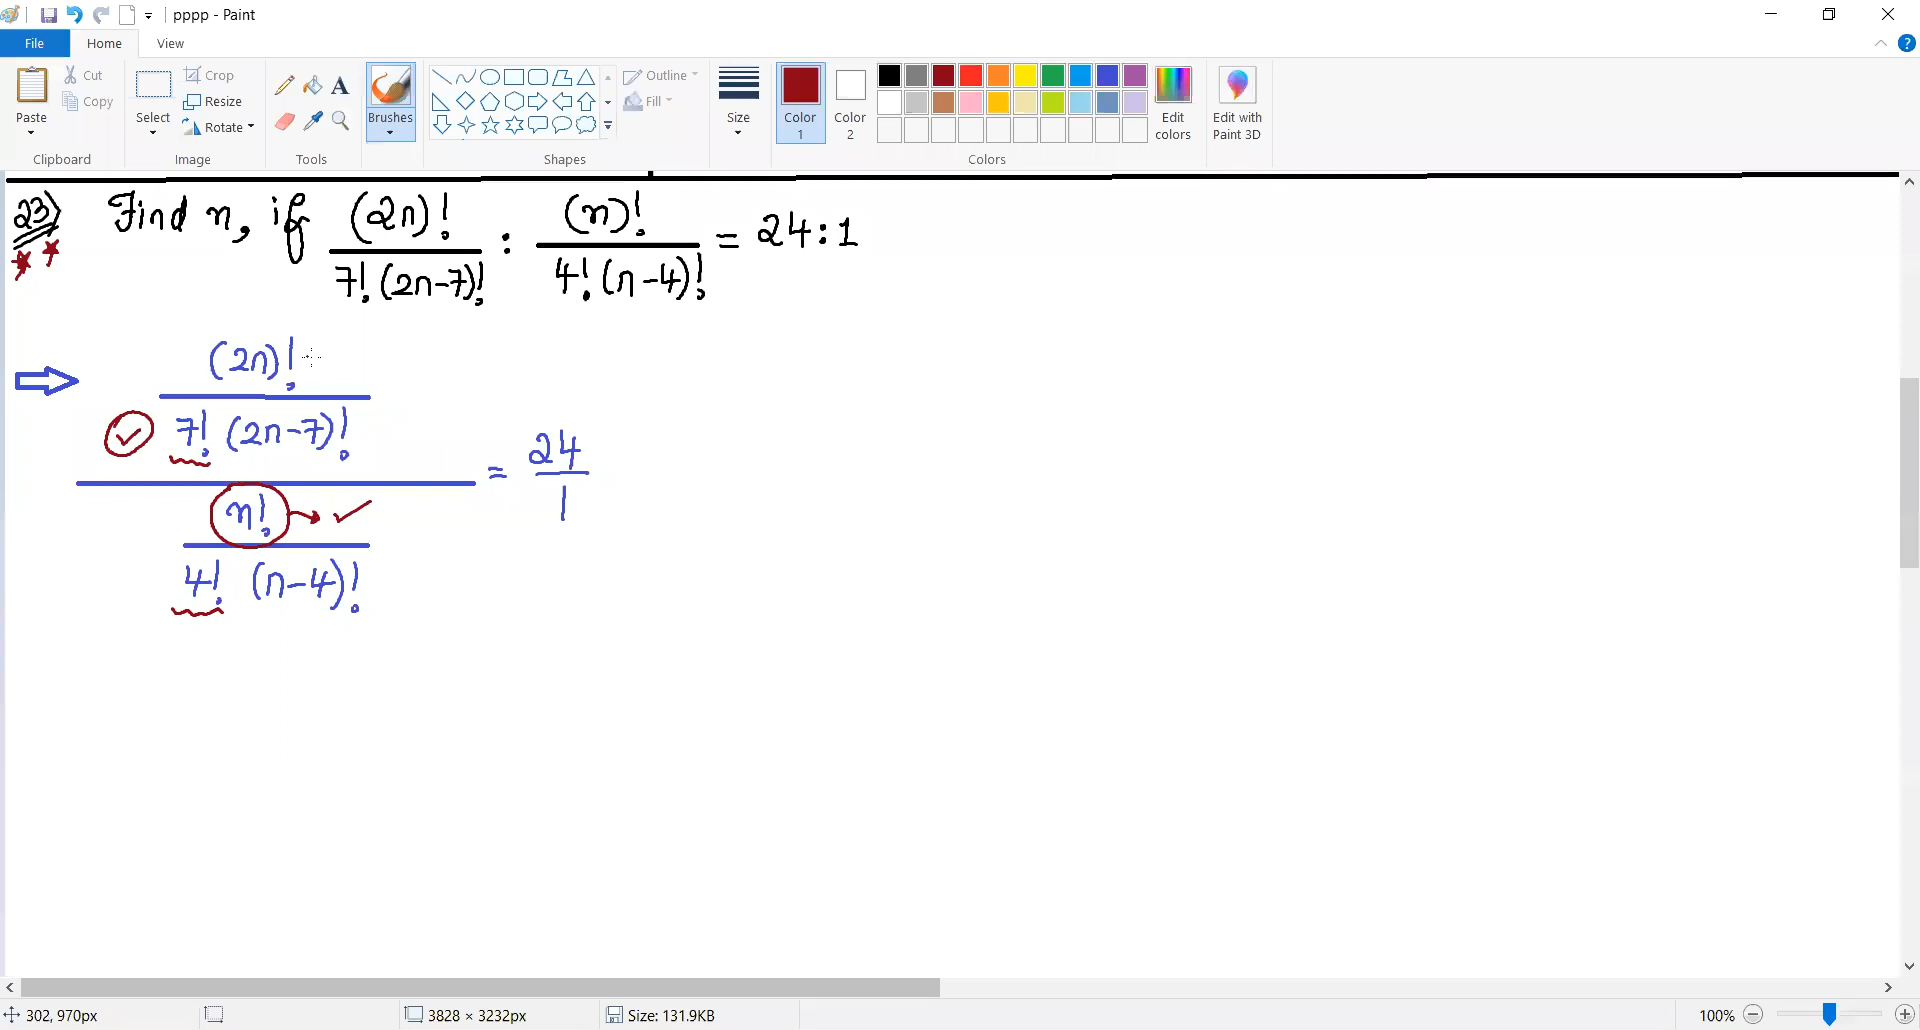 pppp - Paint
File Home View
Paste Cut Copy Clipboard
Select Crop Resize Rotate Image
Tools
Brushes
Outline Fill Shapes
Size
Color 1 Color 2 Edit colors Edit with Paint 3D Colors
23) Find n, if (2n)! / 7!(2n-7)! : (n)! / 4!(n-4)! = 24:1
(2n)!
7! (2n-7)!
= 24/1
n!
4! (n-4)!
302, 970px 3828 × 3232px Size: 131.9KB 100%